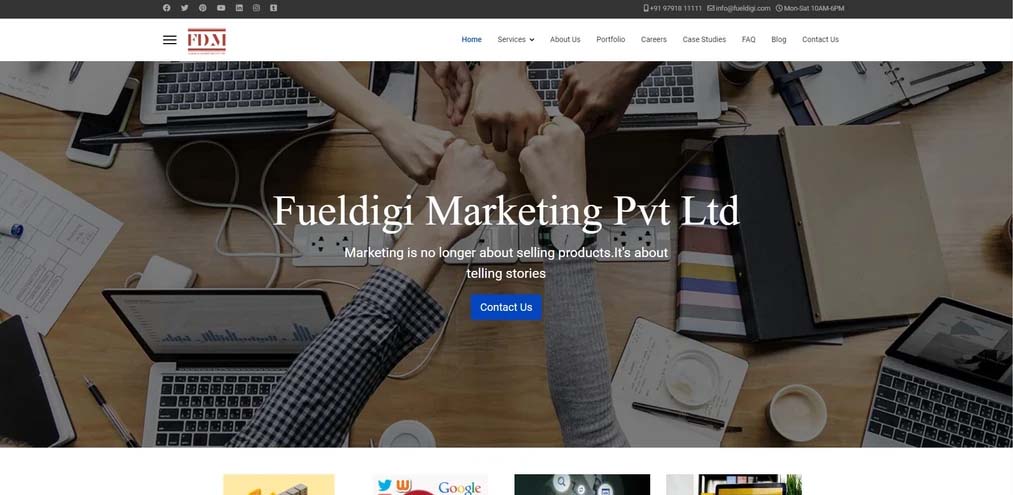 +91 97918 11111 info@fueldigi.com Mon-Sat 10AM-6PM
FDM
Home Services About Us Portfolio Careers Case Studies FAQ Blog Contact Us
Fueldigi Marketing Pvt Ltd
Marketing is no longer about selling products.It's about
telling stories
Contact Us
Google